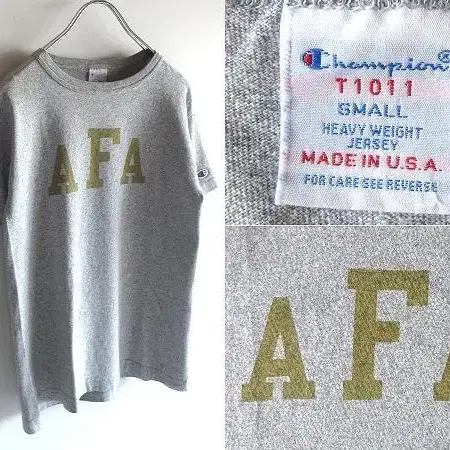 AFA
Champion®
T1011
SMALL
HEAVY WEIGHT
JERSEY
MADE IN U.S.A.
FOR CARE SEE REVERSE
AFA